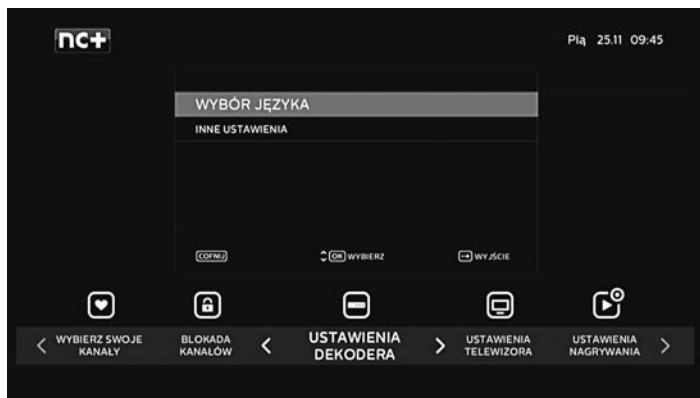 nc+
Pią 25.11 09:45
WYBÓR JĘZYKA
INNE USTAWIENIA
COFNIJ
OK WYBIERZ
WYJŚCIE
WYBIERZ SWOJE
KANAŁY
BLOKADA
KANAŁÓW
USTAWIENIA
DEKODERA
USTAWIENIA
TELEWIZORA
USTAWIENIA
NAGRYWANIA